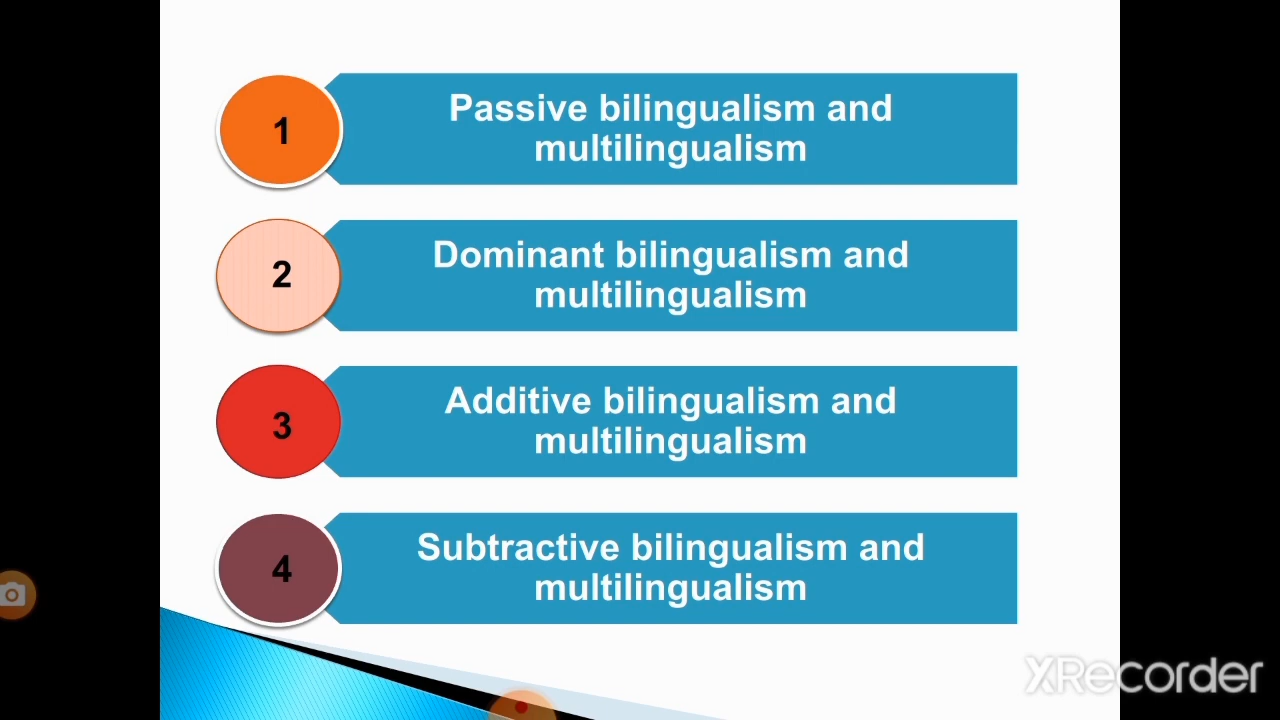 1
Passive bilingualism and
multilingualism
2
Dominant bilingualism and
multilingualism
3
Additive bilingualism and
multilingualism
4
Subtractive bilingualism and
multilingualism
XRecorder